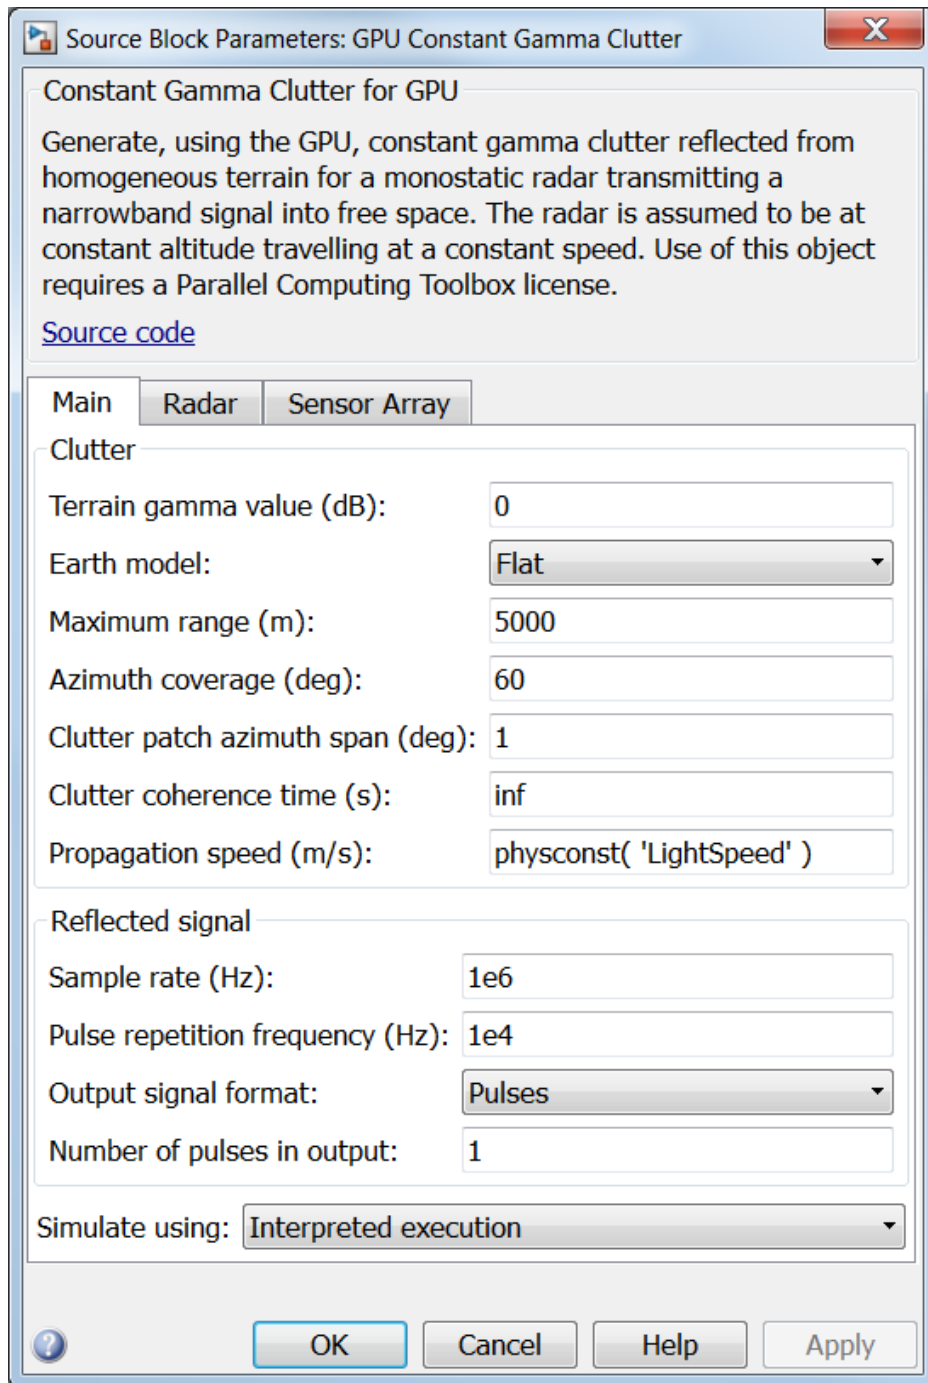 Source Block Parameters: GPU Constant Gamma Clutter
X
Constant Gamma Clutter for GPU
Generate, using the GPU, constant gamma clutter reflected from
homogeneous terrain for a monostatic radar transmitting a
narrowband signal into free space. The radar is assumed to be at
constant altitude travelling at a constant speed. Use of this object
requires a Parallel Computing Toolbox license.
Source code
Main Radar Sensor Array
Clutter
Terrain gamma value (dB): 0
Earth model: Flat
Maximum range (m): 5000
Azimuth coverage (deg): 60
Clutter patch azimuth span (deg): 1
Clutter coherence time (s): inf
Propagation speed (m/s): physconst( 'LightSpeed' )
Reflected signal
Sample rate (Hz): 1e6
Pulse repetition frequency (Hz): 1e4
Output signal format: Pulses
Number of pulses in output: 1
Simulate using: Interpreted execution
? OK Cancel Help Apply